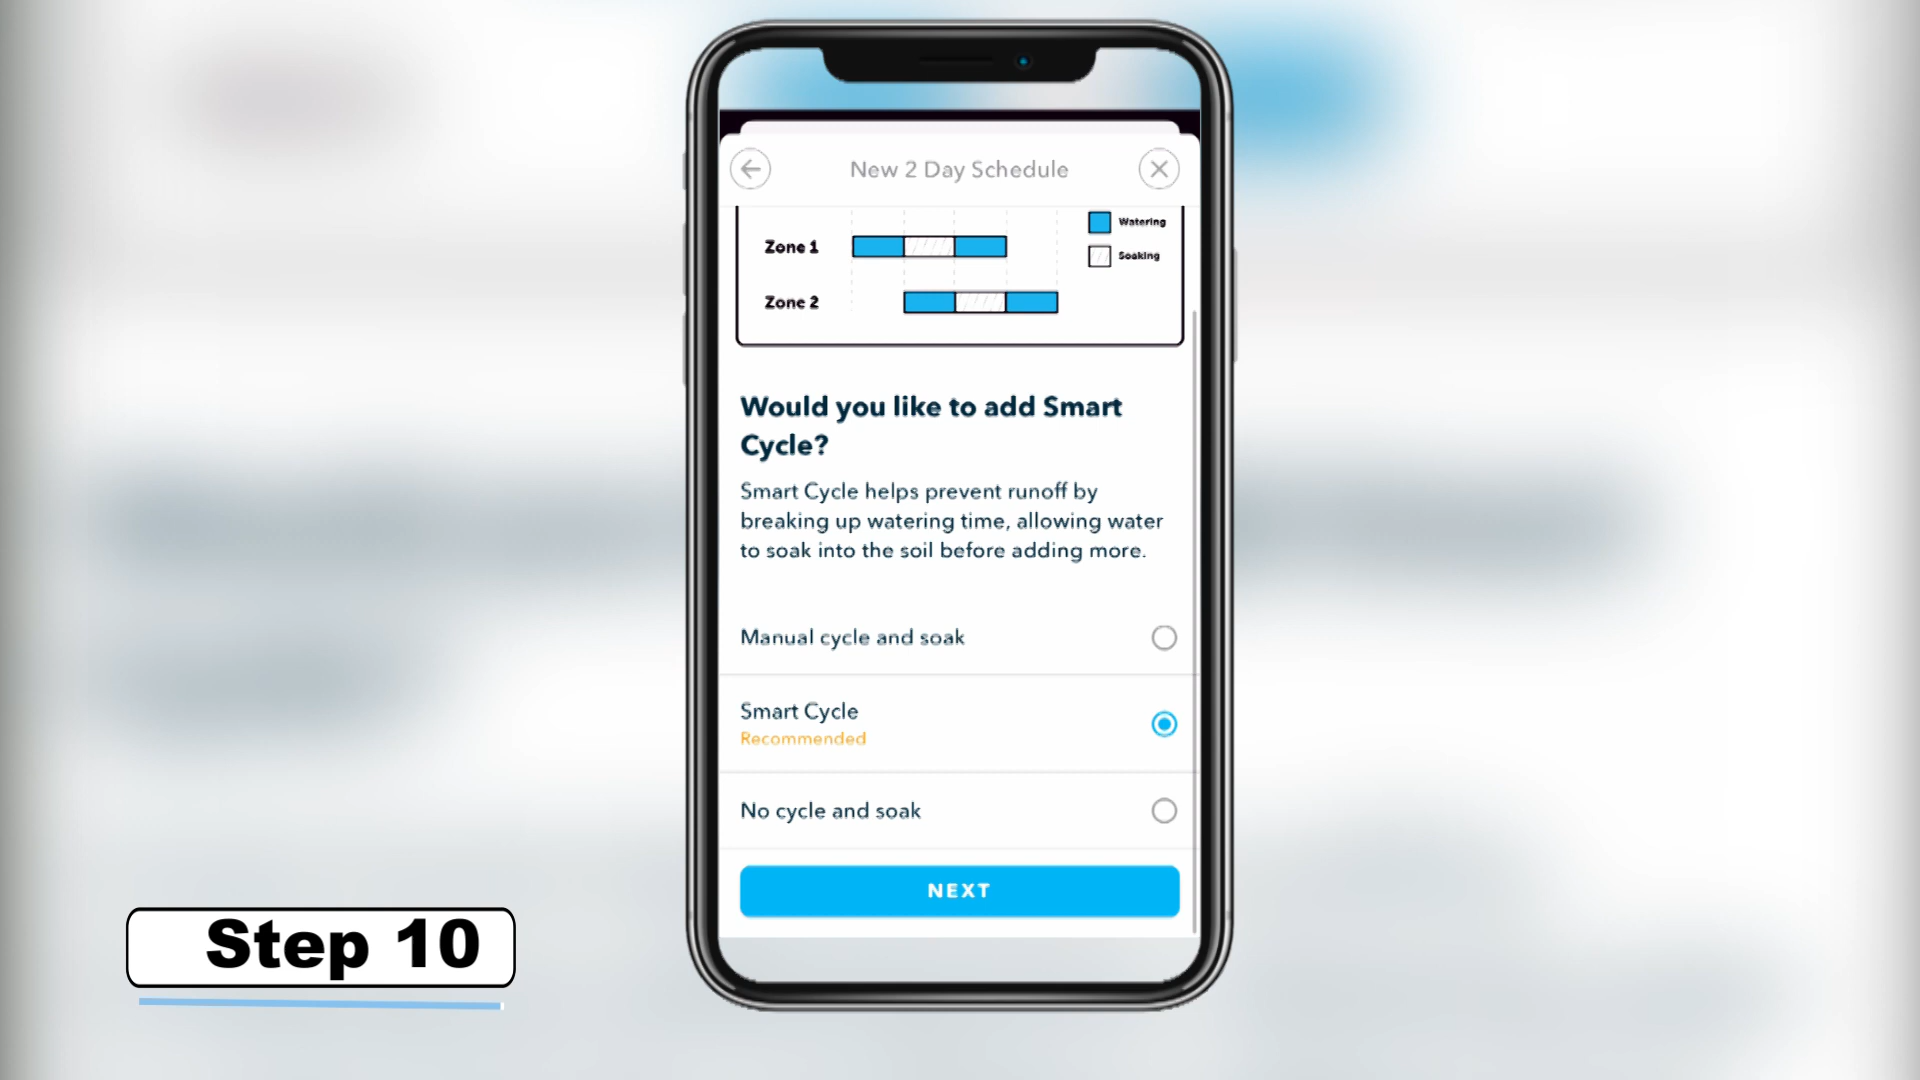 New 2 Day Schedule
Watering
Zone 1
Soaking
Zone 2
Would you like to add Smart
Cycle?
Smart Cycle helps prevent runoff by
breaking up watering time, allowing water
to soak into the soil before adding more.
Manual cycle and soak
Smart Cycle
Recommended
No cycle and soak
NEXT
Step 10